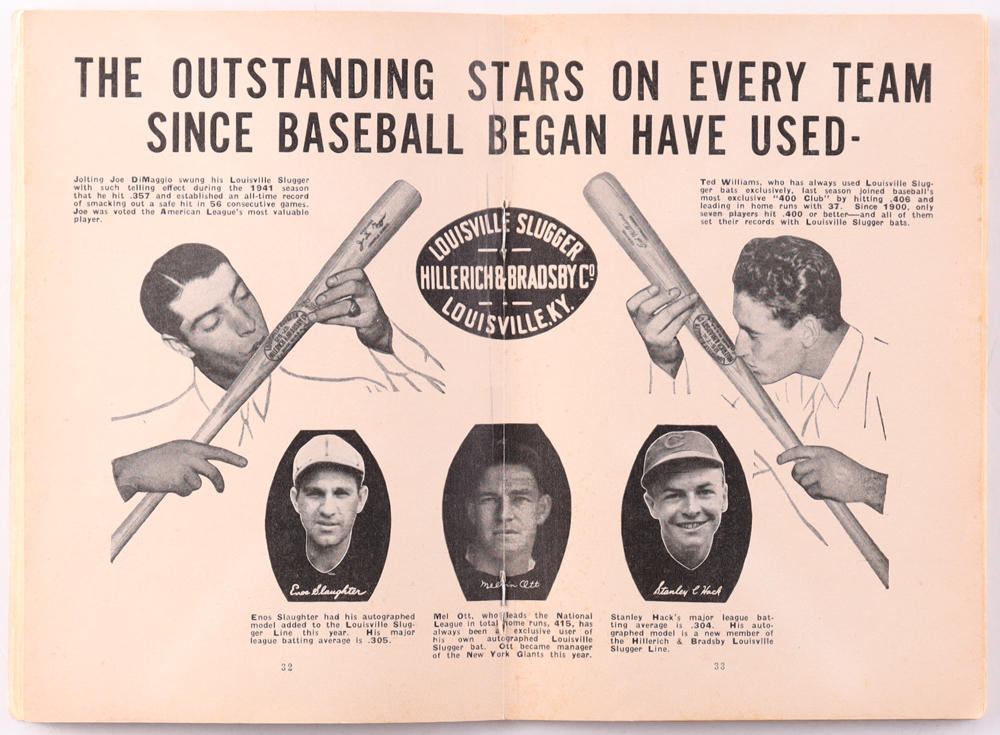 THE OUTSTANDING STARS ON EVERY TEAM
SINCE BASEBALL BEGAN HAVE USED-
Jolting Joe DiMaggio swung his Louisville Slugger
with such telling effect during the 1941 season
that he hit .357 and established an all-time record
of smacking out a safe hit in 56 consecutive games.
Joe was voted the American League's most valuable
player.
Ted Williams, who has always used Louisville Slug-
ger bats exclusively, last season joined baseball's
most exclusive "400 Club" by hitting .406 and
leading in home runs with 37. Since 1900, only
seven players hit .400 or better—and all of them
set their records with Louisville Slugger bats.
LOUISVILLE SLUGGER
HILLERICH & BRADSBY Co
LOUISVILLE, KY.
Enos Slaughter
Melvin Ott
Stanley C Hack
Enos Slaughter had his autographed
model added to the Louisville Slug-
ger Line this year. His major
league batting average is .305.
Mel Ott, who leads the National
League in total home runs, 415, has
always been a exclusive user of
his own autographed Louisville
Slugger bat. Ott became manager
of the New York Giants this year.
Stanley Hack's major league bat-
ting average is .304. His auto-
graphed model is a new member of
the Hillerich & Bradsby Louisville
Slugger Line.
32
33